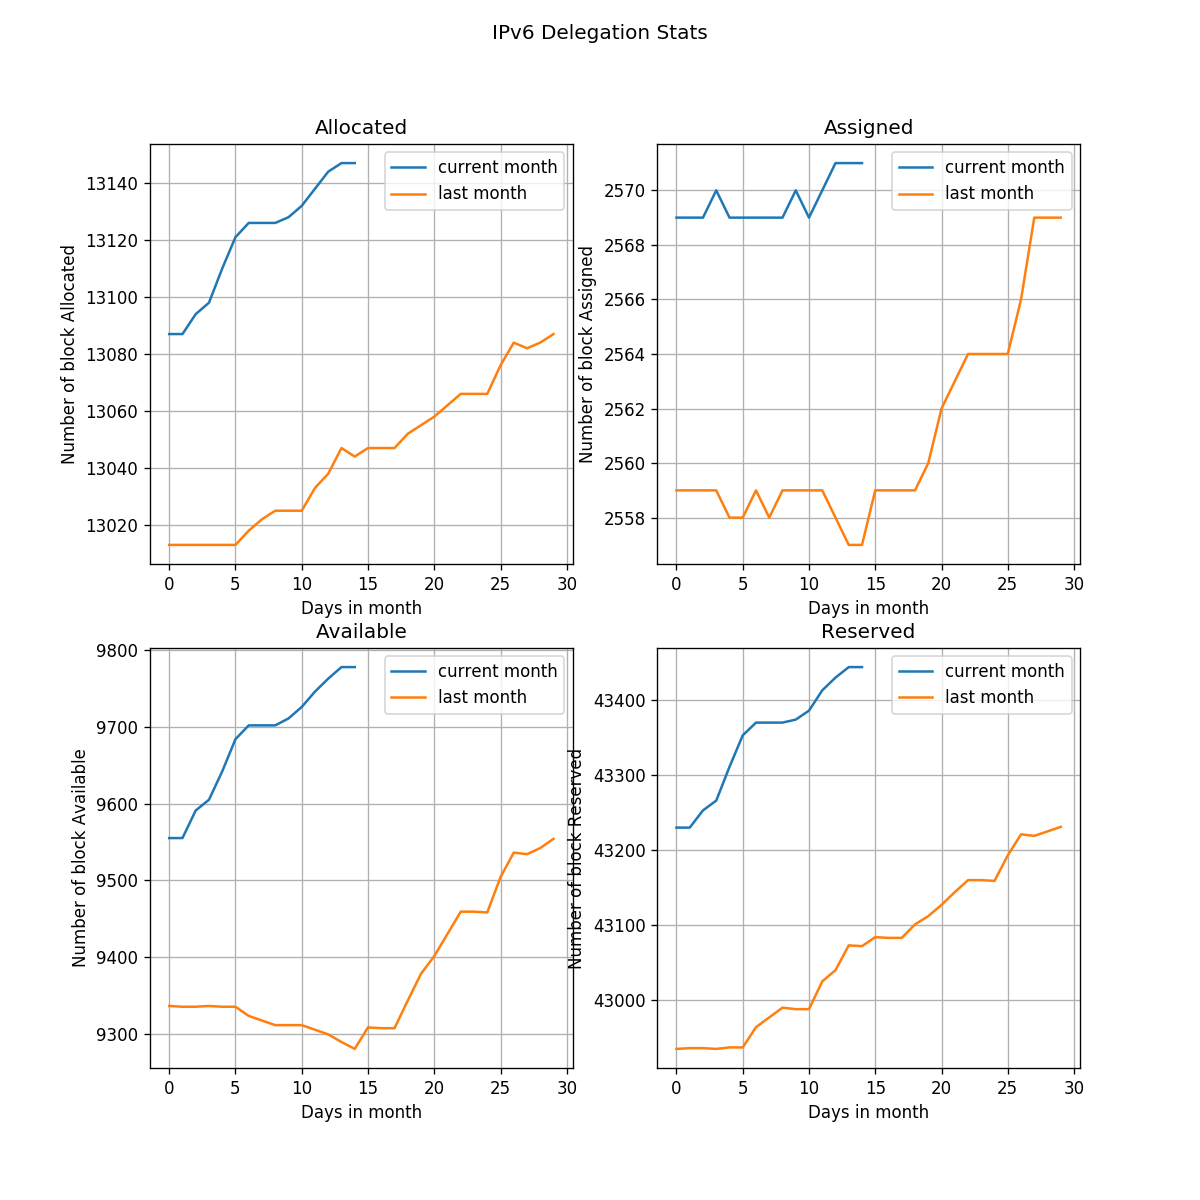 IPv6 Delegation Stats
Allocated
current month
last month
13140
13120
13100
13080
13060
13040
13020
Number of block Allocated
0 5 10 15 20 25 30
Days in month
Assigned
current month
last month
2570
2568
2566
2564
2562
2560
2558
Number of block Assigned
0 5 10 15 20 25 30
Days in month
Available
current month
last month
9800
9700
9600
9500
9400
9300
Number of block Available
0 5 10 15 20 25 30
Days in month
Reserved
current month
last month
43400
43300
43200
43100
43000
Number of block Reserved
0 5 10 15 20 25 30
Days in month